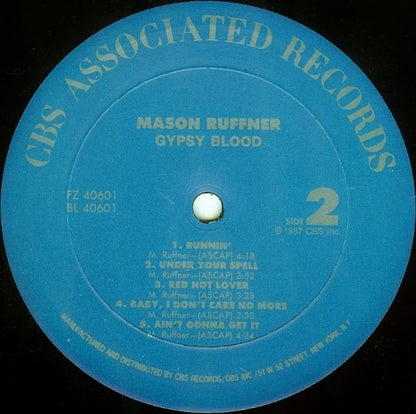 CBS ASSOCIATED RECORDS
MASON RUFFNER
GYPSY BLOOD
FZ 40601
BL 40601
SIDE 2
℗ 1987 CBS Inc.
1. RUNNIN'
M. Ruffner—(ASCAP) 4:18
2. UNDER YOUR SPELL
M. Ruffner—(ASCAP) 3:52
3. RED HOT LOVER
M. Ruffner—(ASCAP) 3:28
4. BABY, I DON'T CARE NO MORE
M. Ruffner—(ASCAP) 3:30
5. AIN'T GONNA GET IT
M. Ruffner—(ASCAP) 4:34
MANUFACTURED AND DISTRIBUTED BY CBS RECORDS/CBS INC./51 W 52 STREET, NEW YORK, N.Y.